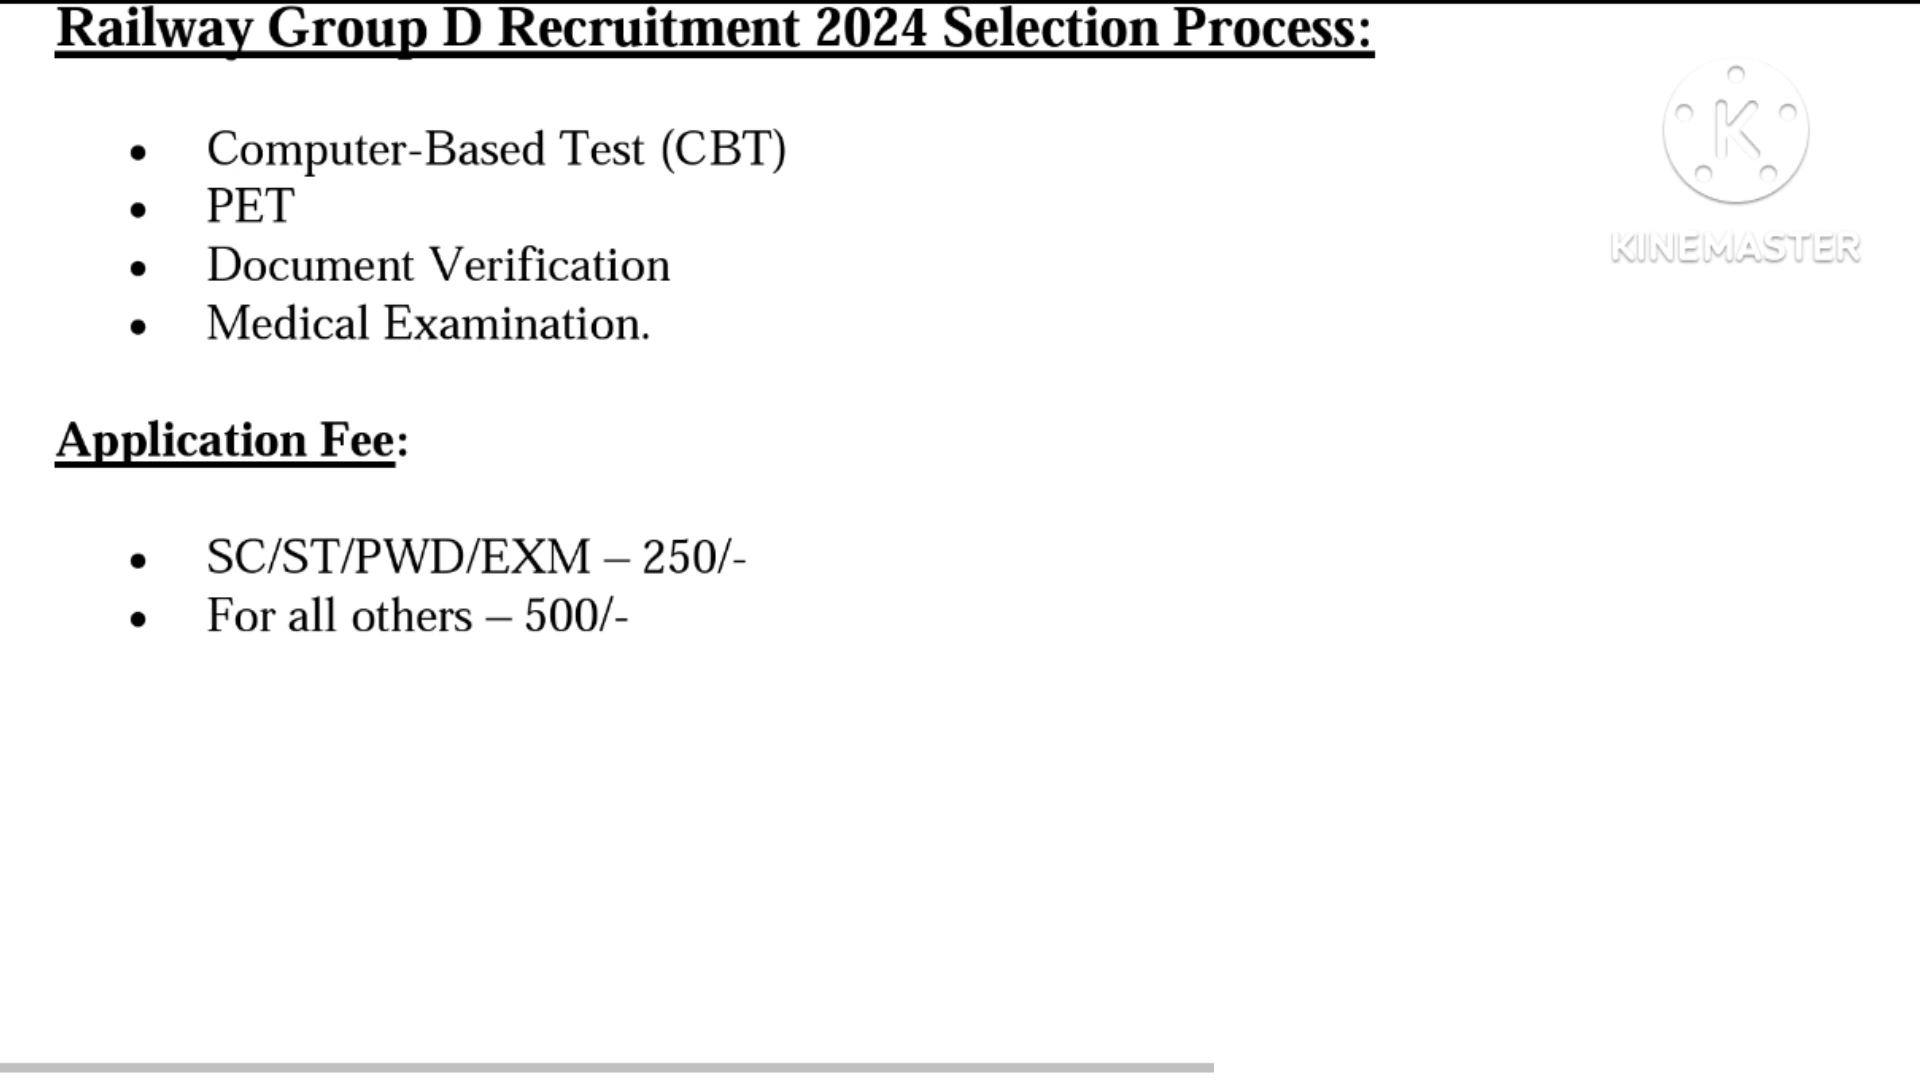 Railway Group D Recruitment 2024 Selection Process:
• Computer-Based Test (CBT)
• PET
• Document Verification
• Medical Examination.
Application Fee:
• SC/ST/PWD/EXM – 250/-
• For all others – 500/-
K
KINEMASTER